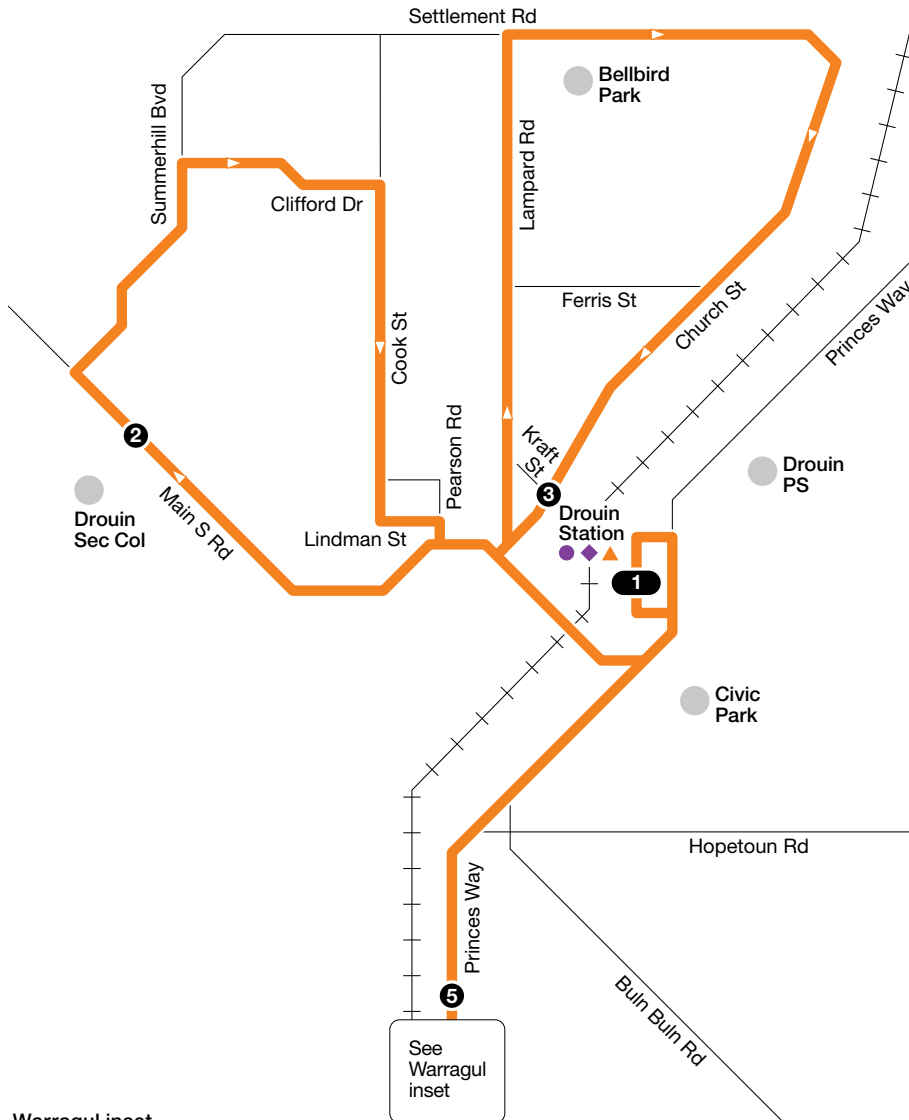 Settlement Rd
Bellbird
Park
Summerhill Bvd
Lampard Rd
Clifford Dr
Ferris St
Church St
Princes Way
Cook St
Pearson Rd
Kraft
St
2
3
Drouin
PS
Drouin
Sec Col
Main S Rd
Lindman St
Drouin
Station
1
Civic
Park
Hopetoun Rd
Princes Way
5
Buln Buln Rd
See
Warragul
inset
Warragul inset